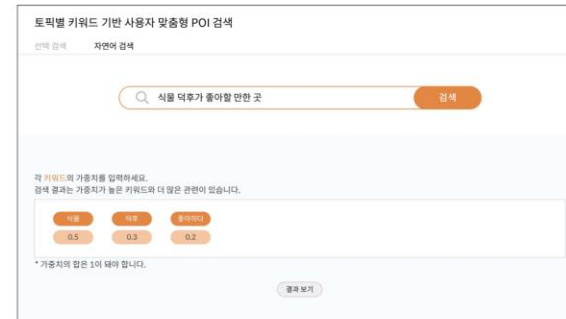 토픽별 키워드 기반 사용자 맞춤형 POI 검색
선택 검색 자연어 검색
식물 덕후가 좋아할 만한 곳 검색
각 키워드의 가중치를 입력하세요.
검색 결과는 가중치가 높은 키워드와 더 많은 관련이 있습니다.
식물 덕후 좋아하다
0.5 0.3 0.2
* 가중치의 합은 1이 돼야 합니다.
결과 보기